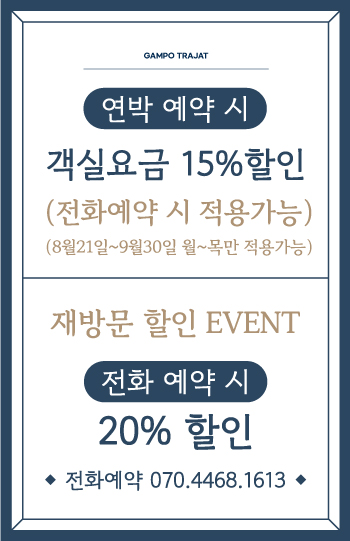 GAMPO TRAJAT
연박 예약 시
객실요금 15%할인
(전화예약 시 적용가능)
(8월21일~9월30일 월~목만 적용가능)
재방문 할인 EVENT
전화 예약 시
20% 할인
◆ 전화예약 070.4468.1613 ◆